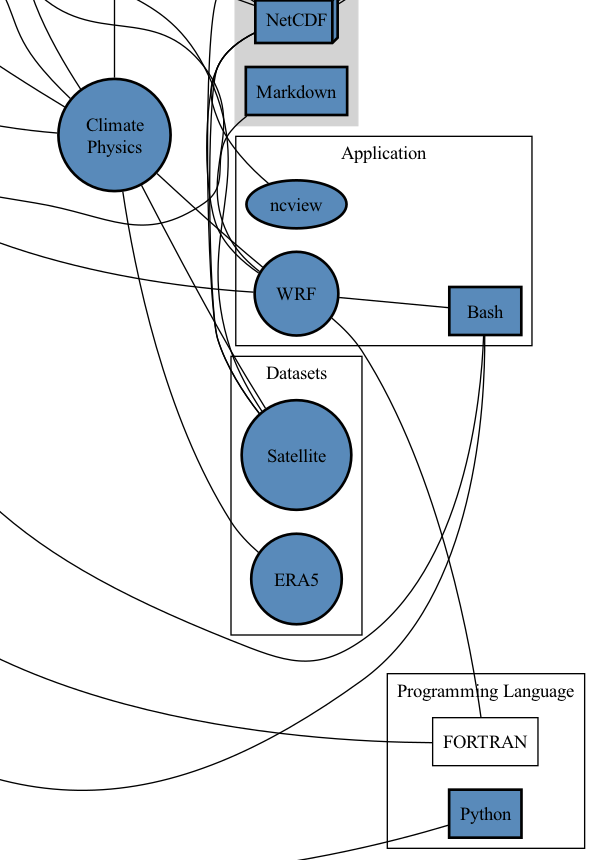 NetCDF
Markdown
Climate
Physics
Application
ncview
WRF
Bash
Datasets
Satellite
ERA5
Programming Language
FORTRAN
Python